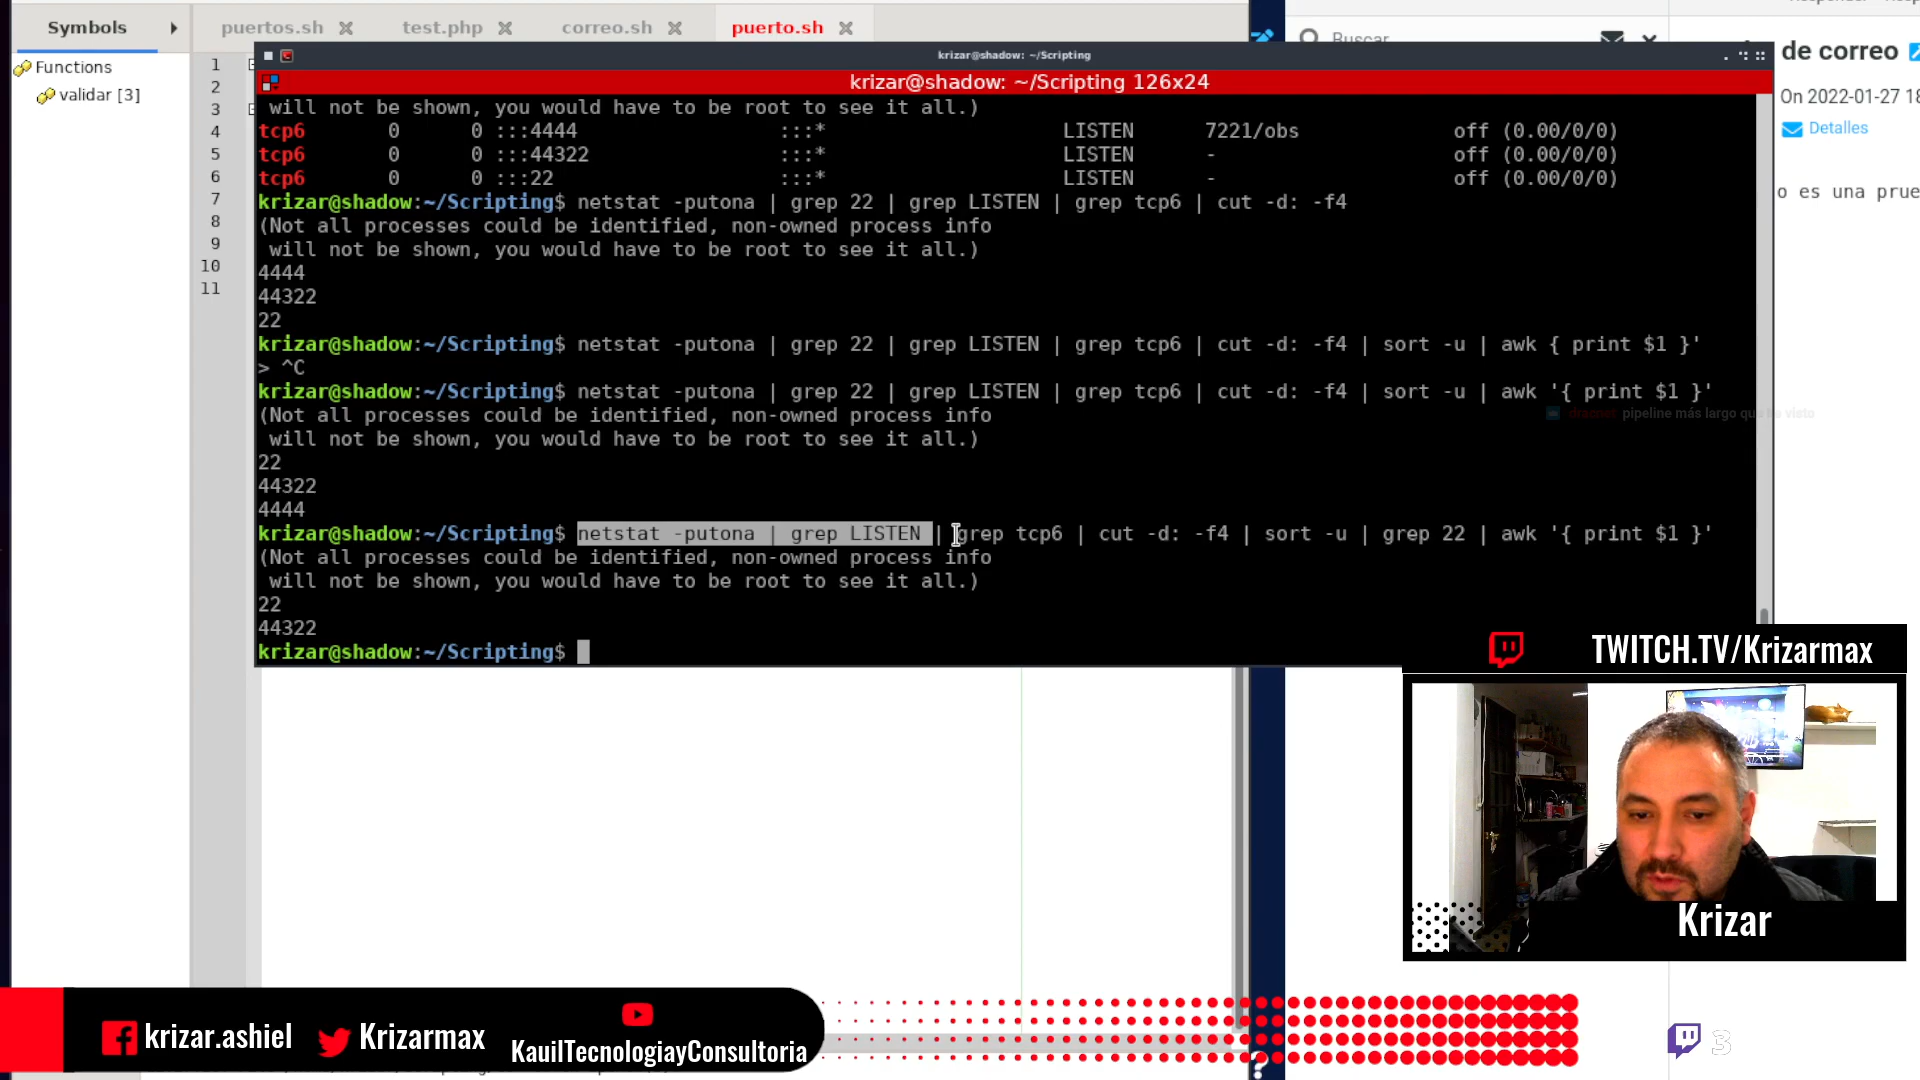 Symbols
puertos.sh
test.php
correo.sh
puerto.sh
Functions
validar [3]
1
2
3
4
5
6
7
8
9
10
11
krizar@shadow: ~/Scripting
krizar@shadow: ~/Scripting 126x24
will not be shown, you would have to be root to see it all.)
tcp6 0 0 :::4444 :::* LISTEN 7221/obs off (0.00/0/0)
tcp6 0 0 :::44322 :::* LISTEN - off (0.00/0/0)
tcp6 0 0 :::22 :::* LISTEN - off (0.00/0/0)
krizar@shadow:~/Scripting$ netstat -putona | grep 22 | grep LISTEN | grep tcp6 | cut -d: -f4
(Not all processes could be identified, non-owned process info
will not be shown, you would have to be root to see it all.)
4444
44322
22
krizar@shadow:~/Scripting$ netstat -putona | grep 22 | grep LISTEN | grep tcp6 | cut -d: -f4 | sort -u | awk { print $1 }'
> ^C
krizar@shadow:~/Scripting$ netstat -putona | grep 22 | grep LISTEN | grep tcp6 | cut -d: -f4 | sort -u | awk '{ print $1 }'
(Not all processes could be identified, non-owned process info
will not be shown, you would have to be root to see it all.)
22
44322
4444
krizar@shadow:~/Scripting$ netstat -putona | grep LISTEN | grep tcp6 | cut -d: -f4 | sort -u | grep 22 | awk '{ print $1 }'
(Not all processes could be identified, non-owned process info
will not be shown, you would have to be root to see it all.)
22
44322
krizar@shadow:~/Scripting$
pipeline más largo que he visto
Buscar
de correo
On 2022-01-27 18
Detalles
o es una prue
TWITCH.TV/Krizarmax
Krizar
krizar.ashiel
Krizarmax
KauilTecnologiayConsultoria
3
?